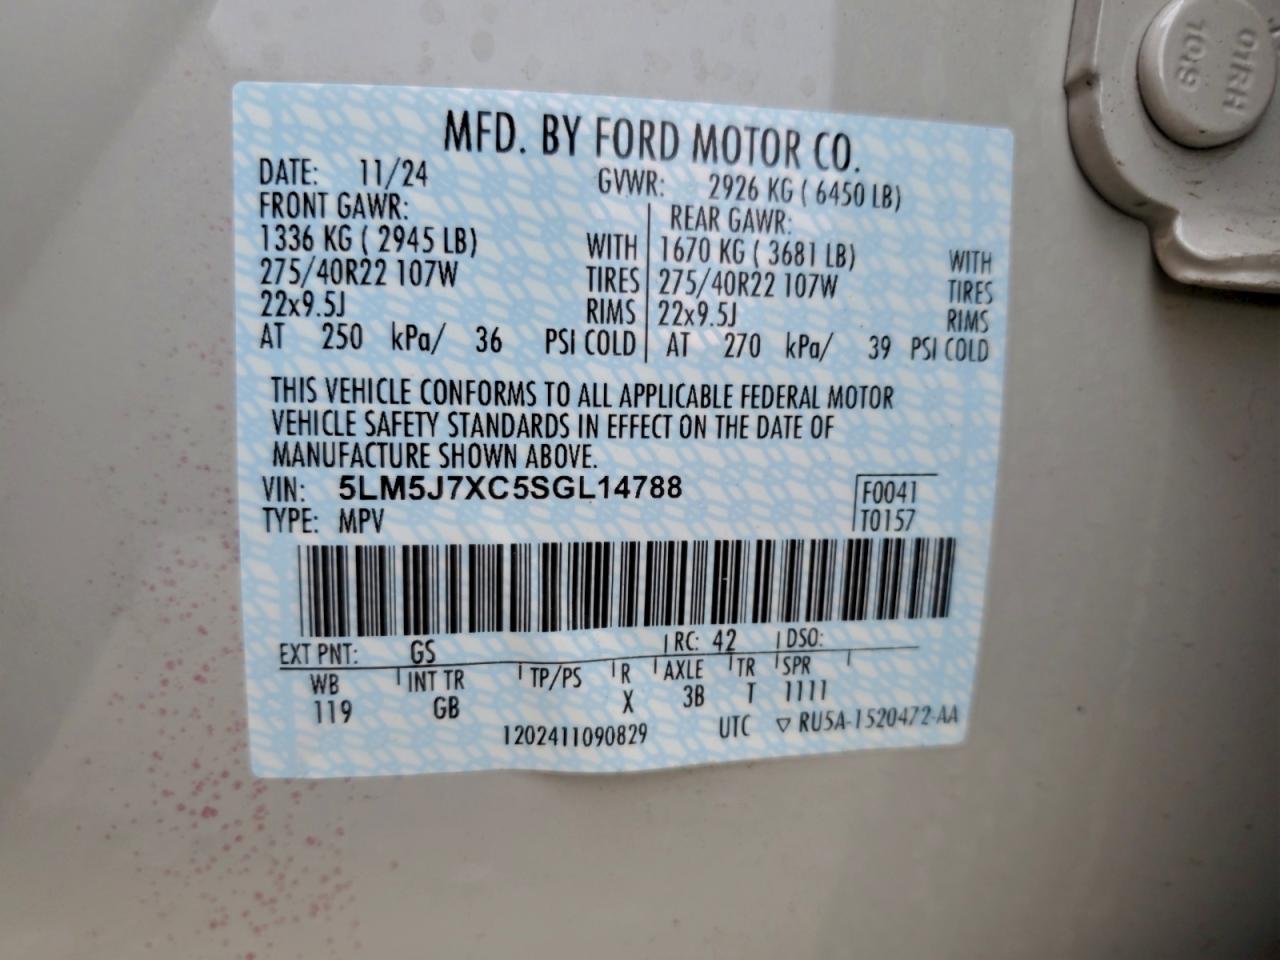 MFD. BY FORD MOTOR CO.
DATE: 11/24 GVWR: 2926 KG ( 6450 LB)
FRONT GAWR: REAR GAWR:
1336 KG ( 2945 LB) WITH 1670 KG ( 3681 LB) WITH
275/40R22 107W TIRES 275/40R22 107W TIRES
22x9.5J RIMS 22x9.5J RIMS
AT 250 kPa/ 36 PSI COLD AT 270 kPa/ 39 PSI COLD
THIS VEHICLE CONFORMS TO ALL APPLICABLE FEDERAL MOTOR
VEHICLE SAFETY STANDARDS IN EFFECT ON THE DATE OF
MANUFACTURE SHOWN ABOVE.
VIN: 5LM5J7XC5SGL14788 F0041
TYPE: MPV T0157
EXT PNT: GS RC: 42 DSO:
WB INT TR TP/PS R AXLE TR SPR
119 GB X 3B T 1111
1202411090829 UTC ▽ RU5A-1520472-AA
01RH
10.9